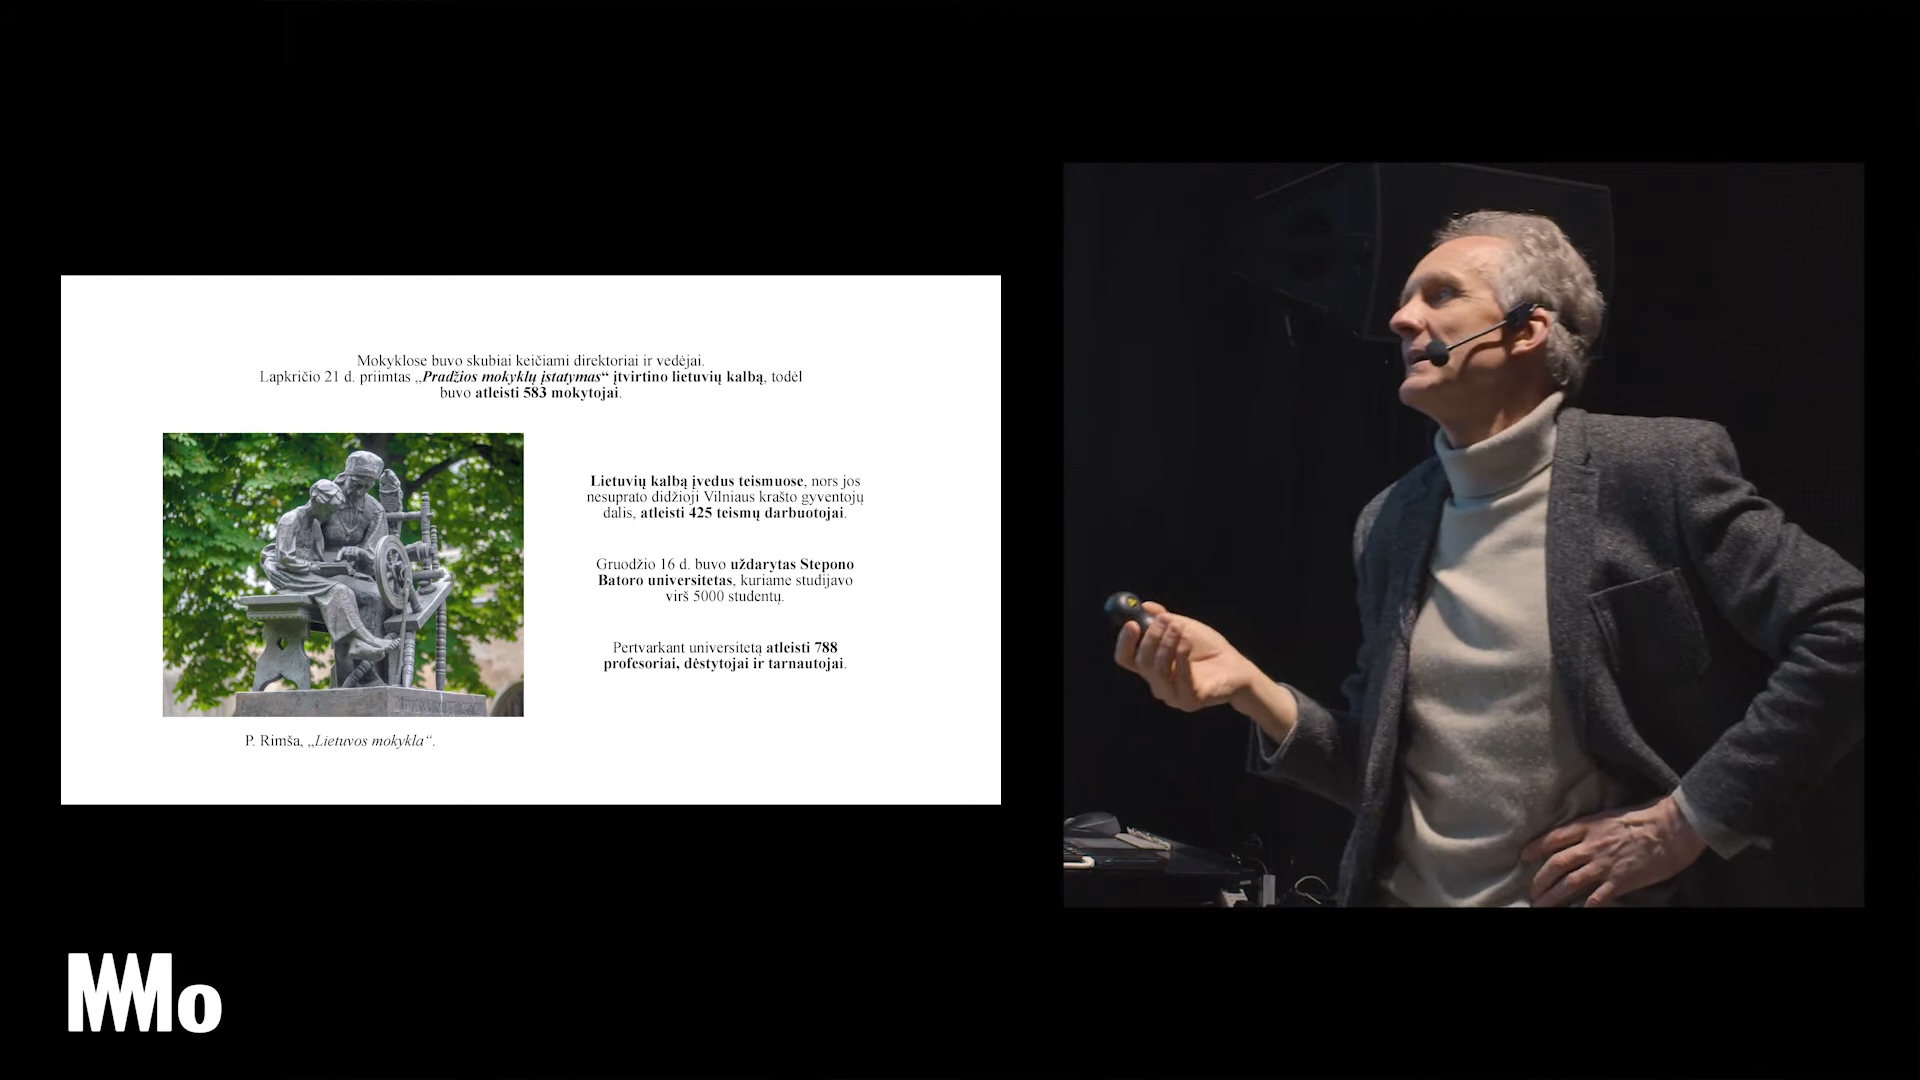 Mokyklose buvo skubiai keičiami direktoriai ir vedėjai.
Lapkričio 21 d. priimtas „Pradžios mokyklų įstatymas“ įtvirtino lietuvių kalbą, todėl
buvo atleisti 583 mokytojai.
Lietuvių kalbą įvedus teismuose, nors jos
nesuprato didžioji Vilniaus krašto gyventojų
dalis, atleisti 425 teismų darbuotojai.
Gruodžio 16 d. buvo uždarytas Stepono
Batoro universitetas, kuriame studijavo
virš 5000 studentų.
Pertvarkant universitetą atleisti 788
profesoriai, dėstytojai ir tarnautojai.
P. Rimša, „Lietuvos mokykla“.
MMo